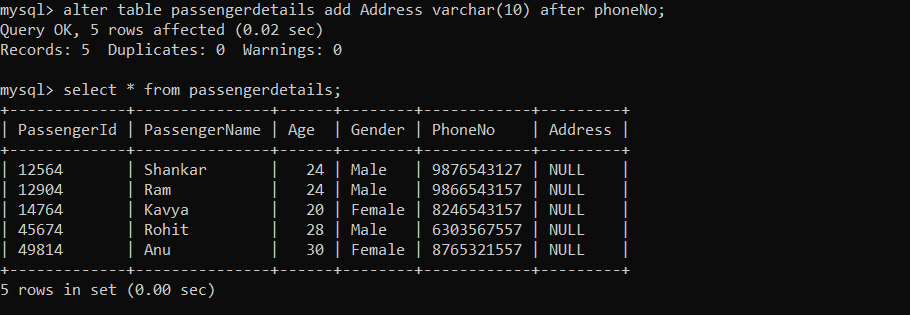 mysql> alter table passengerdetails add Address varchar(10) after phoneNo;
Query OK, 5 rows affected (0.02 sec)
Records: 5  Duplicates: 0  Warnings: 0

mysql> select * from passengerdetails;
+-------------+---------------+------+--------+------------+---------+
| PassengerId | PassengerName | Age  | Gender | PhoneNo    | Address |
+-------------+---------------+------+--------+------------+---------+
| 12564       | Shankar       |   24 | Male   | 9876543127 | NULL    |
| 12904       | Ram           |   24 | Male   | 9866543157 | NULL    |
| 14764       | Kavya         |   20 | Female | 8246543157 | NULL    |
| 45674       | Rohit         |   28 | Male   | 6303567557 | NULL    |
| 49814       | Anu           |   30 | Female | 8765321557 | NULL    |
+-------------+---------------+------+--------+------------+---------+
5 rows in set (0.00 sec)